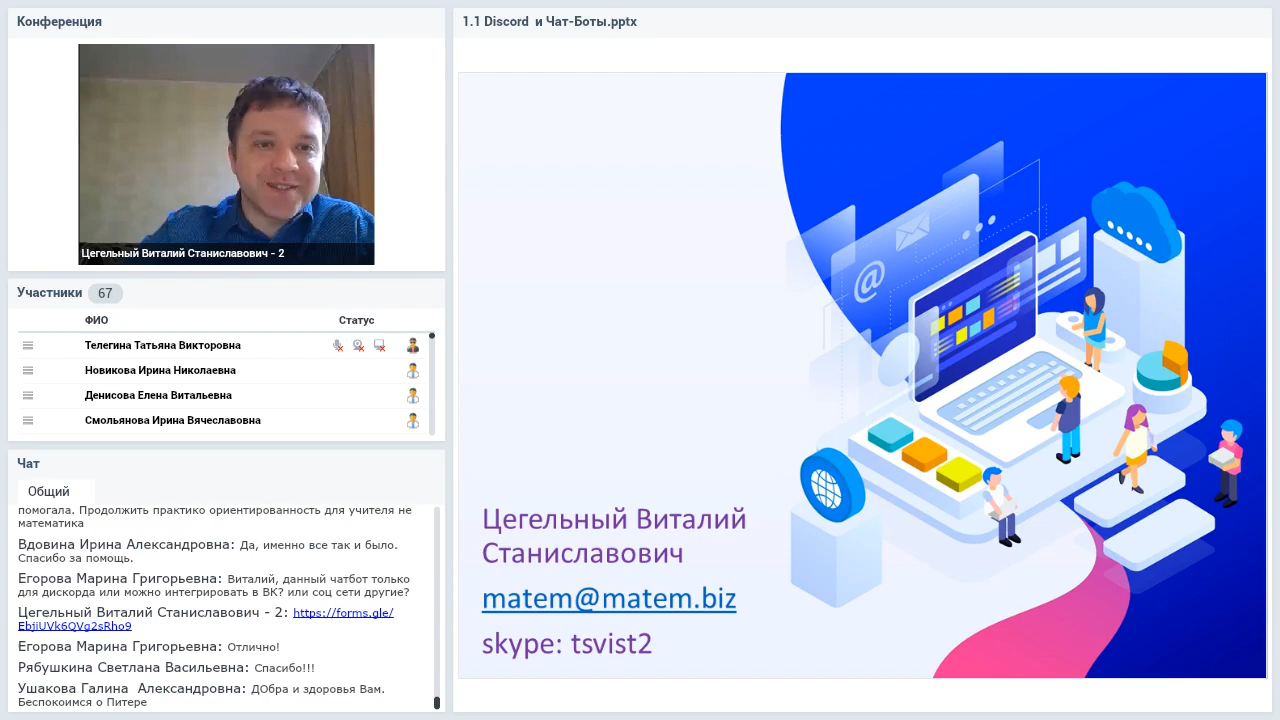 Конференция
Цегельный Виталий Станиславович - 2
Участники 67
ФИО Статус
Телегина Татьяна Викторовна
Новикова Ирина Николаевна
Денисова Елена Витальевна
Смольянова Ирина Вячеславовна
Чат
Общий
помогала. Продолжить практико ориентированность для учителя не
математика
Вдовина Ирина Александровна: Да, именно все так и было.
Спасибо за помощь.
Егорова Марина Григорьевна: Виталий, данный чатбот только
для дискорда или можно интегрировать в ВК? или соц сети другие?
Цегельный Виталий Станиславович - 2: https://forms.gle/
EbjiUVk6QVg2sRho9
Егорова Марина Григорьевна: Отлично!
Рябушкина Светлана Васильевна: Спасибо!!!
Ушакова Галина  Александровна: ДОбра и здоровья Вам.
Беспокоимся о Питере
1.1 Discord  и Чат-Боты.pptx
@
Цегельный Виталий
Станиславович
matem@matem.biz
skype: tsvist2